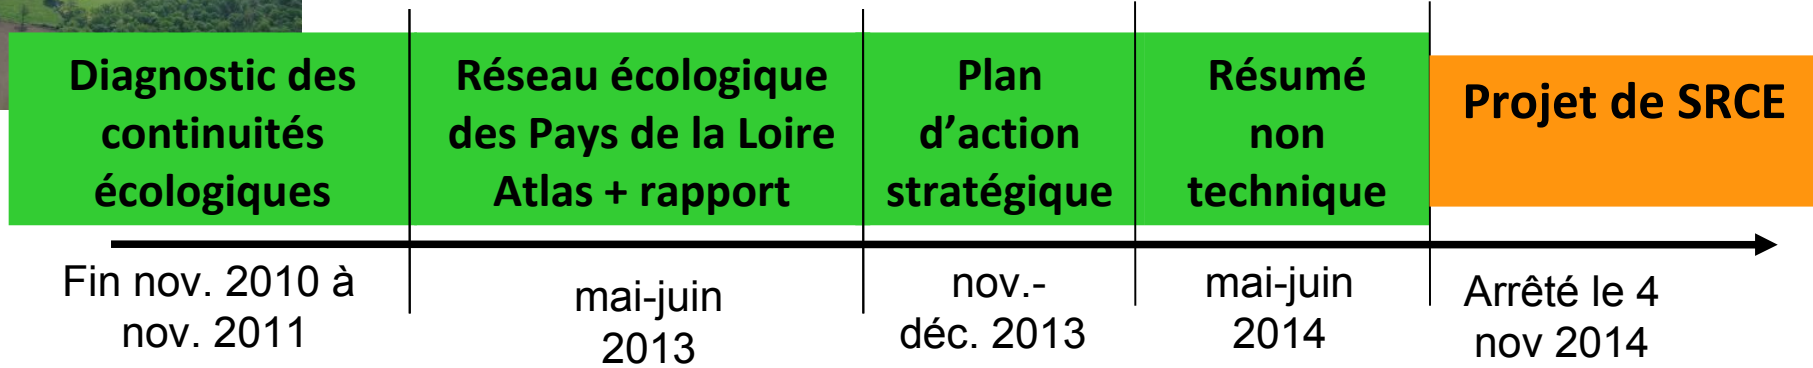 Diagnostic des
continuités
écologiques
Réseau écologique
des Pays de la Loire
Atlas + rapport
Plan
d’action
stratégique
Résumé
non
technique
Projet de SRCE
Fin nov. 2010 à
nov. 2011
mai-juin
2013
nov.-
déc. 2013
mai-juin
2014
Arrêté le 4
nov 2014